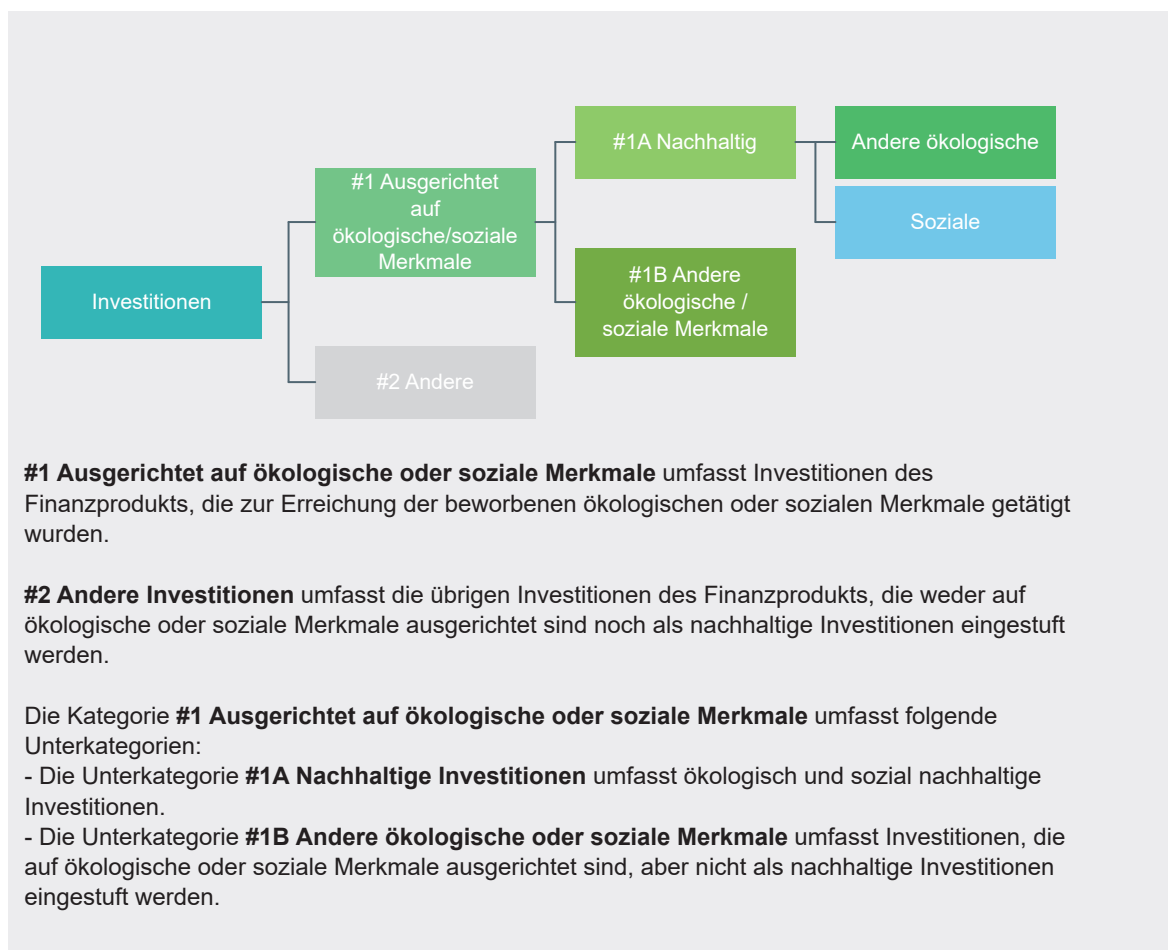 #1A Nachhaltig
Andere ökologische
#1 Ausgerichtet
auf
ökologische/soziale
Merkmale
Soziale
Investitionen
#1B Andere
ökologische /
soziale Merkmale
#2 Andere
#1 Ausgerichtet auf ökologische oder soziale Merkmale umfasst Investitionen des
Finanzprodukts, die zur Erreichung der beworbenen ökologischen oder sozialen Merkmale getätigt
wurden.
#2 Andere Investitionen umfasst die übrigen Investitionen des Finanzprodukts, die weder auf
ökologische oder soziale Merkmale ausgerichtet sind noch als nachhaltige Investitionen eingestuft
werden.
Die Kategorie #1 Ausgerichtet auf ökologische oder soziale Merkmale umfasst folgende
Unterkategorien:
- Die Unterkategorie #1A Nachhaltige Investitionen umfasst ökologisch und sozial nachhaltige
Investitionen.
- Die Unterkategorie #1B Andere ökologische oder soziale Merkmale umfasst Investitionen, die
auf ökologische oder soziale Merkmale ausgerichtet sind, aber nicht als nachhaltige Investitionen
eingestuft werden.